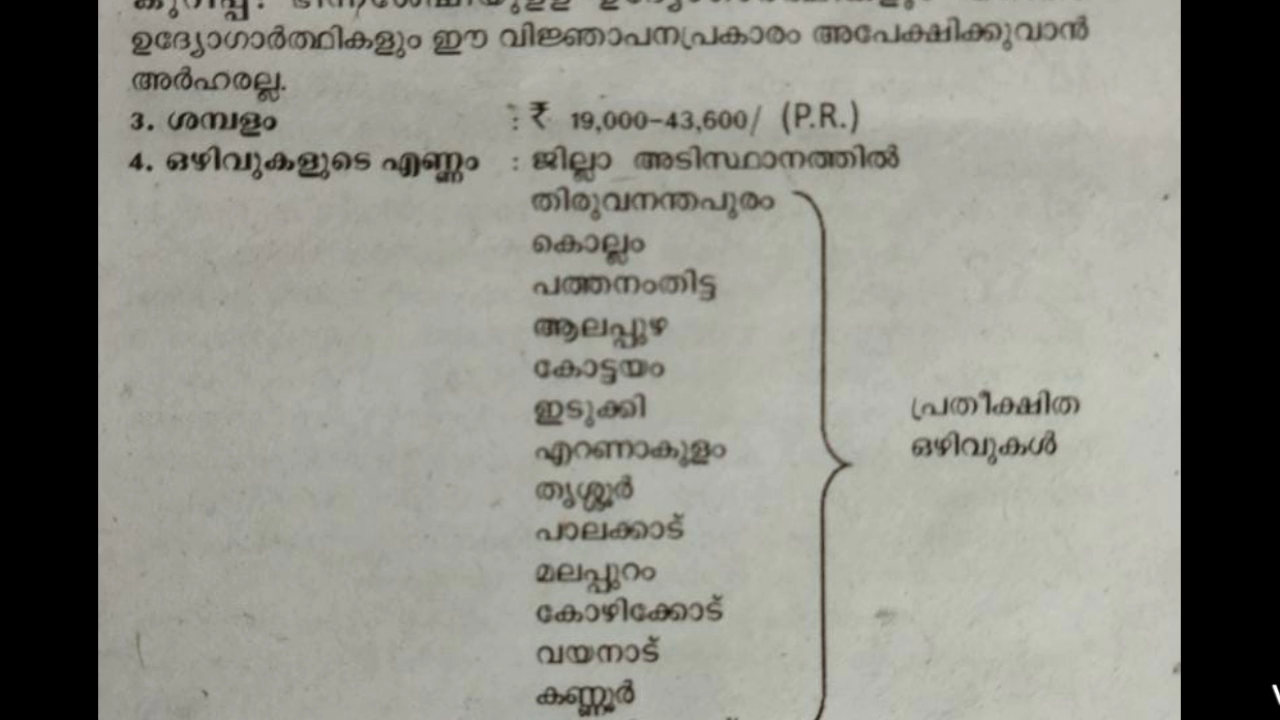 ഉദ്യോഗാർത്ഥികളും ഈ വിജ്ഞാപനപ്രകാരം അപേക്ഷിക്കുവാൻ
അർഹരല്ല.
3. ശമ്പളം : ₹ 19,000-43,600/ (P.R.)
4. ഒഴിവുകളുടെ എണ്ണം : ജില്ലാ അടിസ്ഥാനത്തിൽ
തിരുവനന്തപുരം
കൊല്ലം
പത്തനംതിട്ട
ആലപ്പുഴ
കോട്ടയം
ഇടുക്കി
എറണാകുളം
തൃശ്ശൂർ
പാലക്കാട്
മലപ്പുറം
കോഴിക്കോട്
വയനാട്
കണ്ണൂർ
പ്രതീക്ഷിത
ഒഴിവുകൾ